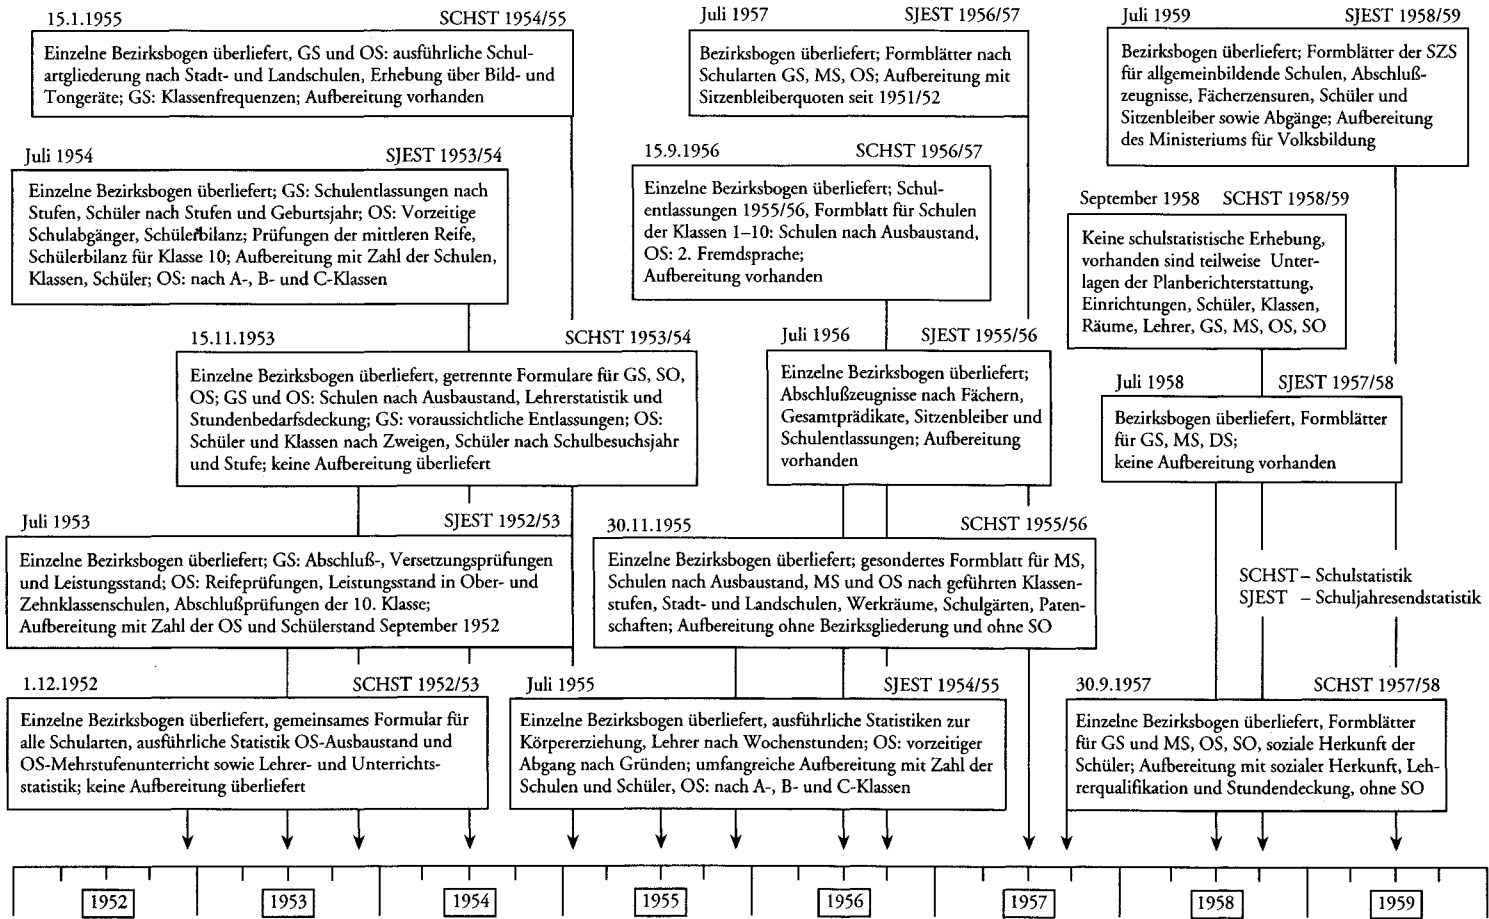 15.1.1955 SCHST 1954/55
Einzelne Bezirksbogen überliefert, GS und OS: ausführliche Schul-
artgliederung nach Stadt- und Landschulen, Erhebung über Bild- und
Tongeräte; GS: Klassenfrequenzen; Aufbereitung vorhanden
Juli 1954 SJEST 1953/54
Einzelne Bezirksbogen überliefert; GS: Schulentlassungen nach
Stufen, Schüler nach Stufen und Geburtsjahr; OS: Vorzeitige
Schulabgänger, Schülerbilanz; Prüfungen der mittleren Reife,
Schülerbilanz für Klasse 10; Aufbereitung mit Zahl der Schulen,
Klassen, Schüler; OS: nach A-, B- und C-Klassen
15.11.1953 SCHST 1953/54
Einzelne Bezirksbogen überliefert, getrennte Formulare für GS, SO,
OS; GS und OS: Schulen nach Ausbaustand, Lehrerstatistik und
Stundenbedarfsdeckung; GS: voraussichtliche Entlassungen; OS:
Schüler und Klassen nach Zweigen, Schüler nach Schulbesuchsjahr
und Stufe; keine Aufbereitung überliefert
Juli 1953 SJEST 1952/53
Einzelne Bezirksbogen überliefert; GS: Abschluß-, Versetzungsprüfungen
und Leistungsstand; OS: Reifeprüfungen, Leistungsstand in Ober- und
Zehnklassenschulen, Abschlußprüfungen der 10. Klasse;
Aufbereitung mit Zahl der OS und Schülerstand September 1952
1.12.1952 SCHST 1952/53
Einzelne Bezirksbogen überliefert, gemeinsames Formular für
alle Schularten, ausführliche Statistik OS-Ausbaustand und
OS-Mehrstufenunterricht sowie Lehrer- und Unterrichts-
statistik; keine Aufbereitung überliefert
Juli 1957 SJEST 1956/57
Bezirksbogen überliefert; Formblätter nach
Schularten GS, MS, OS; Aufbereitung mit
Sitzenbleiberquoten seit 1951/52
15.9.1956 SCHST 1956/57
Einzelne Bezirksbogen überliefert; Schul-
entlassungen 1955/56, Formblatt für Schulen
der Klassen 1–10: Schulen nach Ausbaustand,
OS: 2. Fremdsprache;
Aufbereitung vorhanden
Juli 1956 SJEST 1955/56
Einzelne Bezirksbogen überliefert;
Abschlußzeugnisse nach Fächern,
Gesamtprädikate, Sitzenbleiber und
Schulentlassungen; Aufbereitung
vorhanden
30.11.1955 SCHST 1955/56
Einzelne Bezirksbogen überliefert; gesondertes Formblatt für MS,
Schulen nach Ausbaustand, MS und OS nach geführten Klassen-
stufen, Stadt- und Landschulen, Werkräume, Schulgärten, Paten-
schaften; Aufbereitung ohne Bezirksgliederung und ohne SO
Juli 1955 SJEST 1954/55
Einzelne Bezirksbogen überliefert, ausführliche Statistiken zur
Körpererziehung, Lehrer nach Wochenstunden; OS: vorzeitiger
Abgang nach Gründen; umfangreiche Aufbereitung mit Zahl der
Schulen und Schüler, OS: nach A-, B- und C-Klassen
Juli 1959 SJEST 1958/59
Bezirksbogen überliefert; Formblätter der SZS
für allgemeinbildende Schulen, Abschluß-
zeugnisse, Fächerzensuren, Schüler und
Sitzenbleiber sowie Abgänge; Aufbereitung
des Ministeriums für Volksbildung
September 1958 SCHST 1958/59
Keine schulstatistische Erhebung,
vorhanden sind teilweise Unter-
lagen der Planberichterstattung,
Einrichtungen, Schüler, Klassen,
Räume, Lehrer, GS, MS, OS, SO
Juli 1958 SJEST 1957/58
Bezirksbogen überliefert, Formblätter
für GS, MS, DS;
keine Aufbereitung vorhanden
SCHST – Schulstatistik
SJEST – Schuljahresendstatistik
30.9.1957 SCHST 1957/58
Einzelne Bezirksbogen überliefert, Formblätter
für GS und MS, OS, SO, soziale Herkunft der
Schüler; Aufbereitung mit sozialer Herkunft, Leh-
rerqualifikation und Stundendeckung, ohne SO
1952 1953 1954 1955 1956 1957 1958 1959